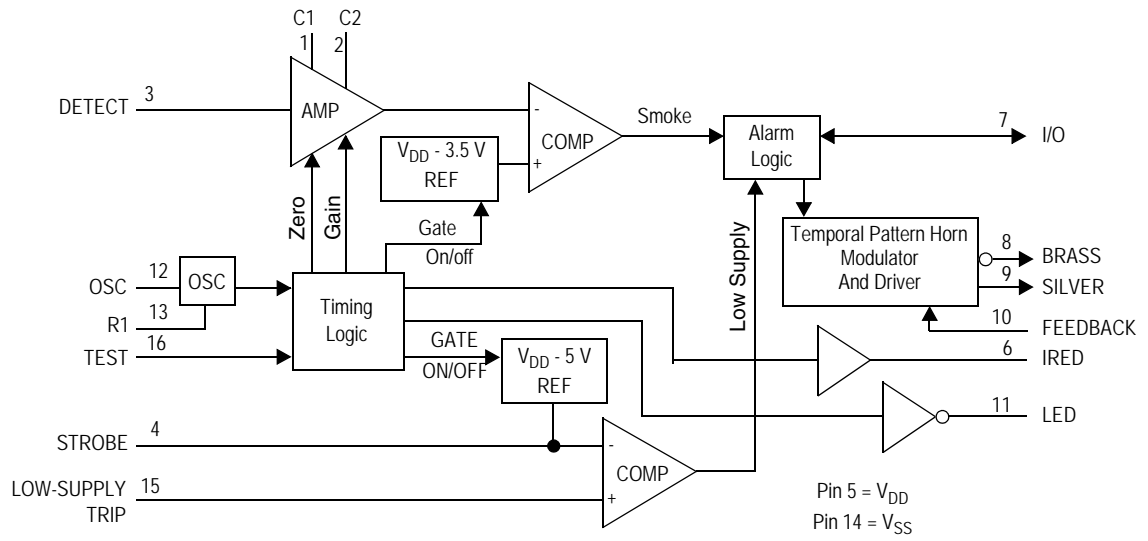 C1 C2
1 2
DETECT 3
AMP
-
+
COMP
Smoke
Alarm
Logic
7 I/O
V_DD - 3.5 V
REF
Zero
Gain
Gate
On/off
Low Supply
Temporal Pattern Horn
Modulator
And Driver
8 BRASS
9 SILVER
10 FEEDBACK
OSC 12
OSC
R1 13
TEST 16
Timing
Logic
GATE
ON/OFF
V_DD - 5 V
REF
6 IRED
11 LED
STROBE 4
-
+
COMP
LOW-SUPPLY 15
TRIP
Pin 5 = V_DD
Pin 14 = V_SS